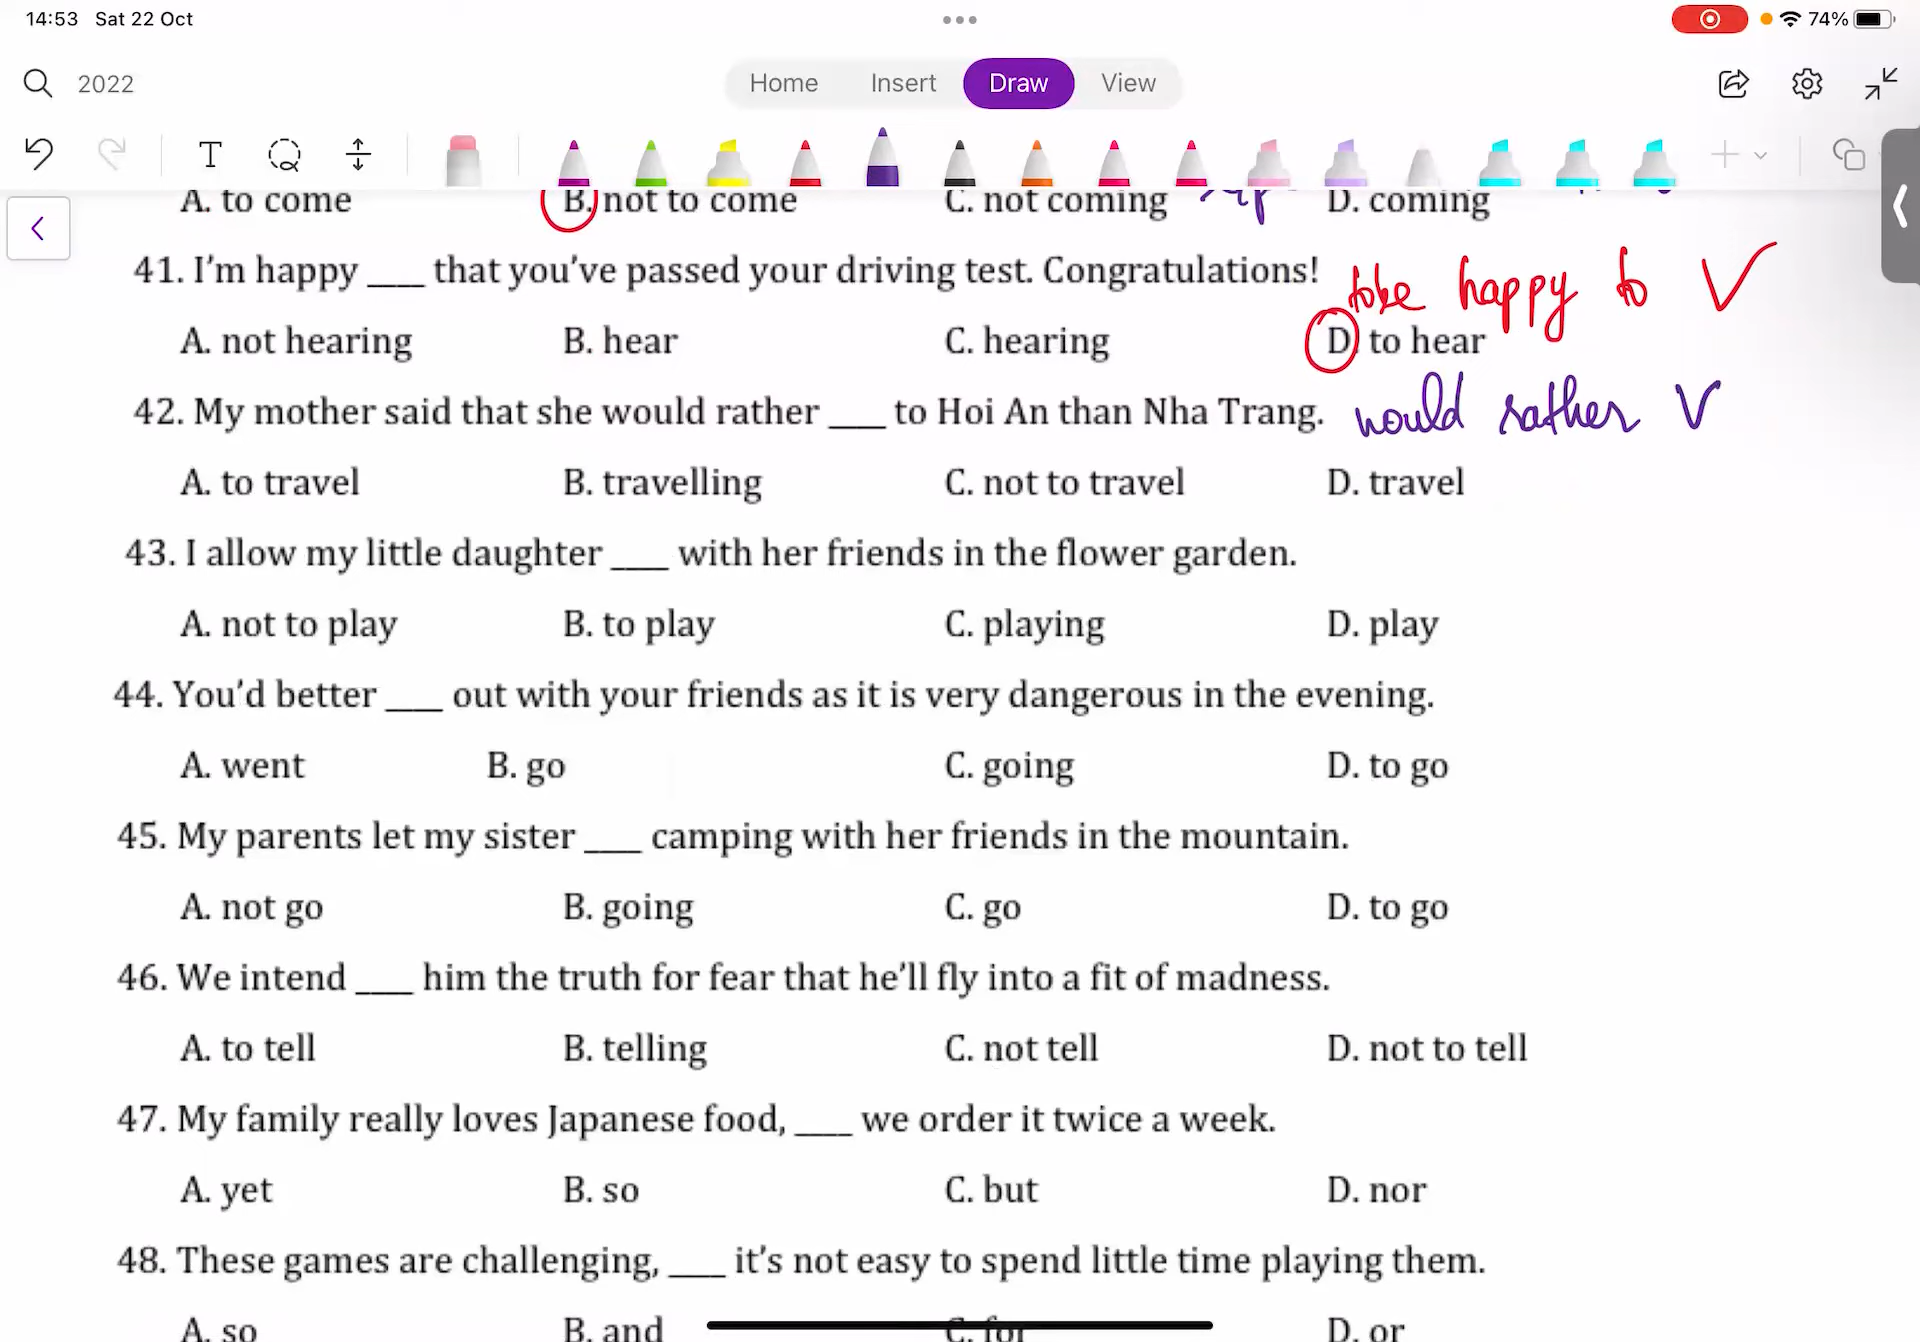 14:53 Sat 22 Oct
74%
2022
Home Insert Draw View
T
A. to come B. not to come C. not coming D. coming
41. I'm happy ___ that you've passed your driving test. Congratulations!
tobe happy to V
A. not hearing B. hear C. hearing D. to hear
42. My mother said that she would rather ___ to Hoi An than Nha Trang. would rather V
A. to travel B. travelling C. not to travel D. travel
43. I allow my little daughter ___ with her friends in the flower garden.
A. not to play B. to play C. playing D. play
44. You'd better ___ out with your friends as it is very dangerous in the evening.
A. went B. go C. going D. to go
45. My parents let my sister ___ camping with her friends in the mountain.
A. not go B. going C. go D. to go
46. We intend ___ him the truth for fear that he'll fly into a fit of madness.
A. to tell B. telling C. not tell D. not to tell
47. My family really loves Japanese food, ___ we order it twice a week.
A. yet B. so C. but D. nor
48. These games are challenging, ___ it's not easy to spend little time playing them.
A. so B. and C. for D. or